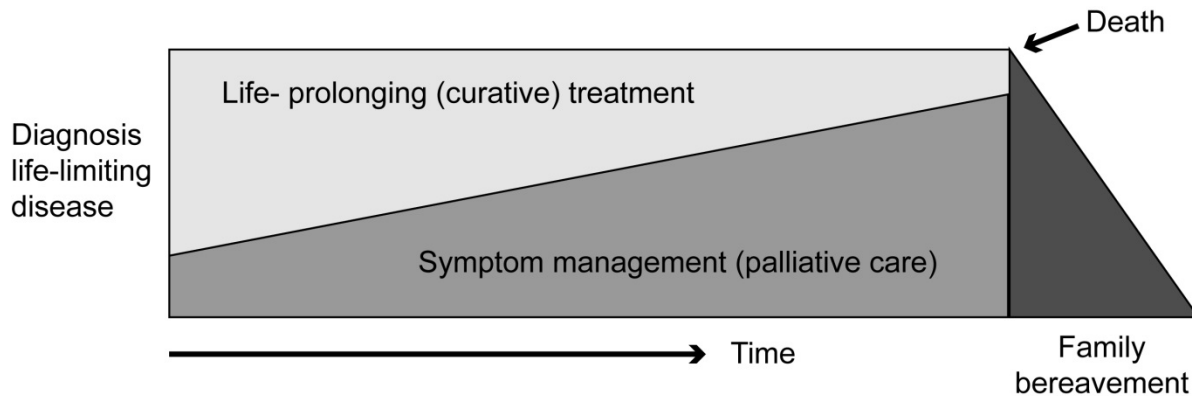 Death
Life- prolonging (curative) treatment
Diagnosis
life-limiting
disease
Symptom management (palliative care)
Time
Family
bereavement